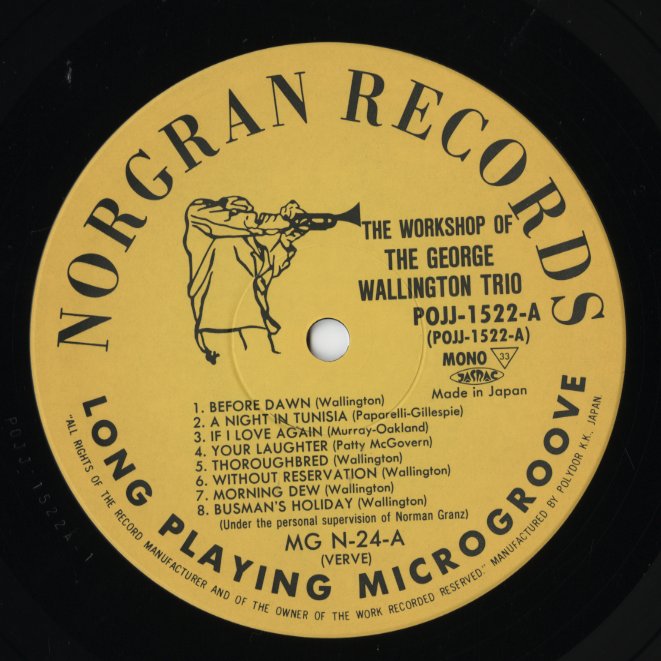 NORGRAN RECORDS
THE WORKSHOP OF
THE GEORGE
WALLINGTON TRIO
POJJ-1522-A
(POJJ-1522-A)
MONO 33
JASRAC
Made in Japan
1. BEFORE DAWN (Wallington)
2. A NIGHT IN TUNISIA (Paparelli-Gillespie)
3. IF I LOVE AGAIN (Murray-Oakland)
4. YOUR LAUGHTER (Patty McGovern)
5. THOROUGHBRED (Wallington)
6. WITHOUT RESERVATION (Wallington)
7. MORNING DEW (Wallington)
8. BUSMAN'S HOLIDAY (Wallington)
(Under the personal supervision of Norman Granz)
MG N-24-A
(VERVE)
LONG PLAYING MICROGROOVE
"ALL RIGHTS OF THE RECORD MANUFACTURER AND OF THE OWNER OF THE WORK RECORDED RESERVED." MANUFACTURED BY POLYDOR K.K., JAPAN
POJJ 1522A 1